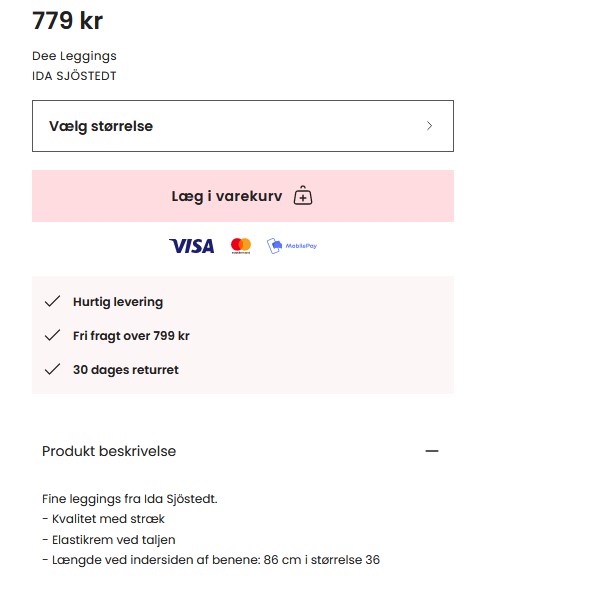 779 kr
Dee Leggings
IDA SJÖSTEDT
Vælg størrelse
Læg i varekurv
VISA
mastercard
MobilePay
Hurtig levering
Fri fragt over 799 kr
30 dages returret
Produkt beskrivelse
Fine leggings fra Ida Sjöstedt.
- Kvalitet med stræk
- Elastikrem ved taljen
- Længde ved indersiden af benene: 86 cm i størrelse 36